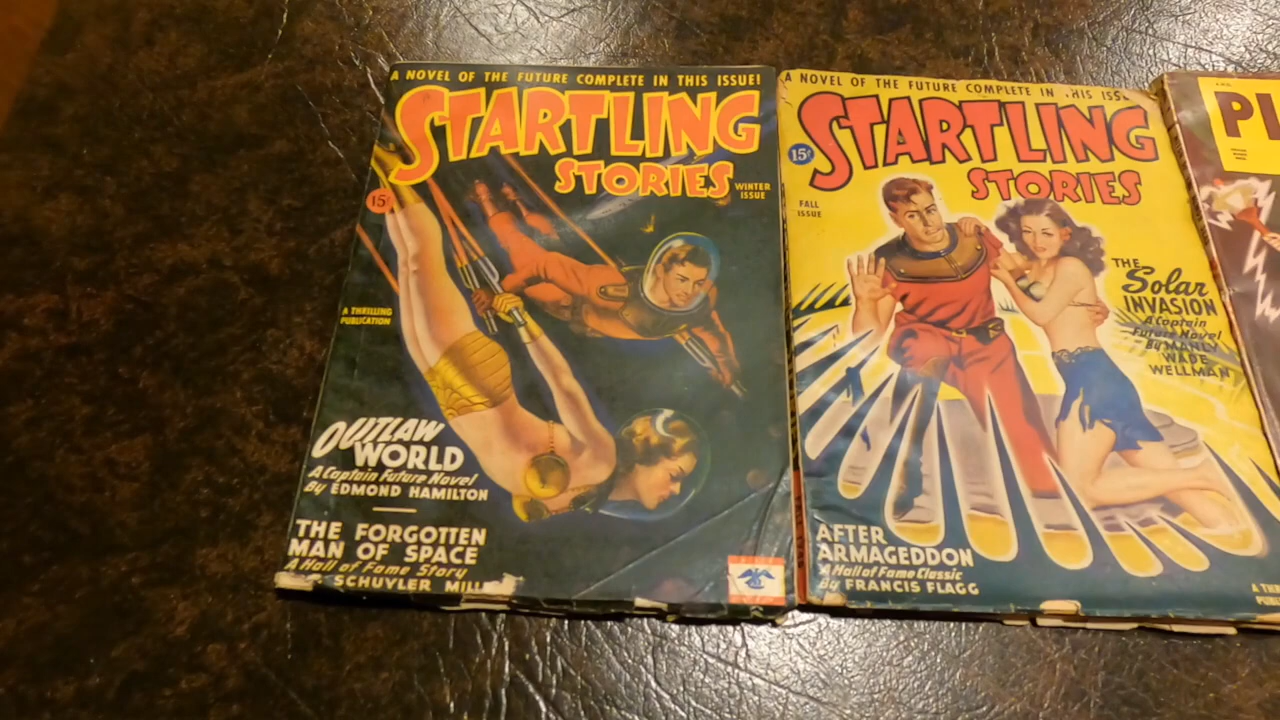 A NOVEL OF THE FUTURE COMPLETE IN THIS ISSUE!
STARTLING
STORIES
15¢
WINTER
ISSUE
A THRILLING
PUBLICATION
OUTLAW
WORLD
A Captain Future Novel
By EDMOND HAMILTON
THE FORGOTTEN
MAN OF SPACE
A Hall of Fame Story
SCHUYLER
A NOVEL OF THE FUTURE COMPLETE IN THIS
STARTLING
STORIES
15¢
FALL
ISSUE
THE
Solar
INVASION
A Captain
Future Novel
By MANLY
WADE
WELLMAN
AFTER
ARMAGEDDON
A Hall of Fame Classic
By FRANCIS FLAGG